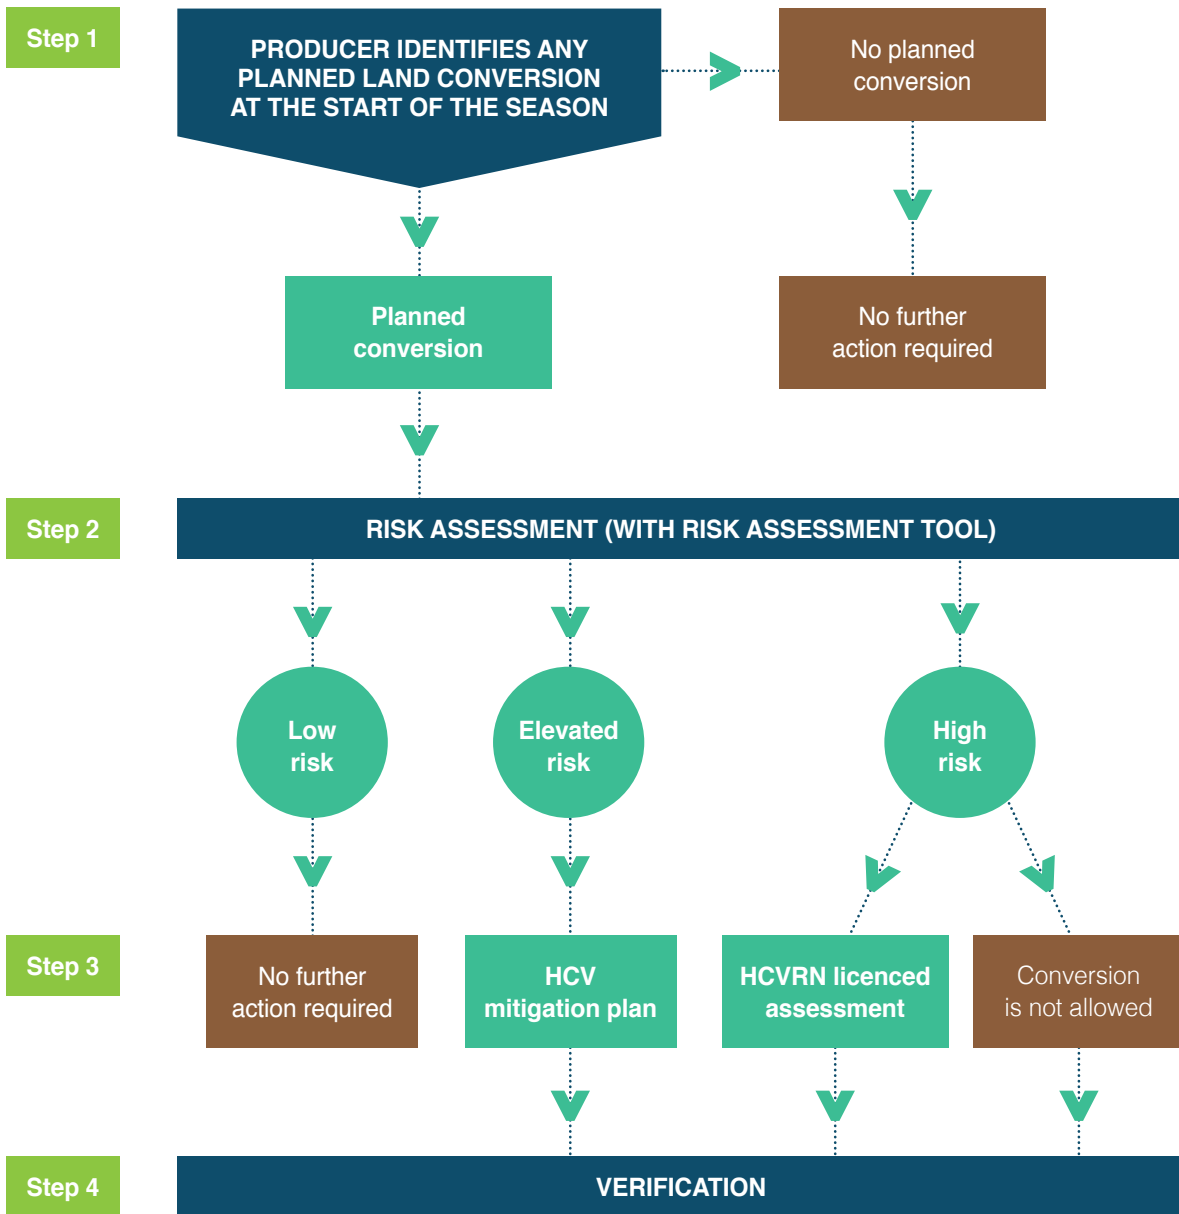 Step 1
PRODUCER IDENTIFIES ANY
PLANNED LAND CONVERSION
AT THE START OF THE SEASON
No planned
conversion
Planned
conversion
No further
action required
Step 2
RISK ASSESSMENT (WITH RISK ASSESSMENT TOOL)
Low
risk
Elevated
risk
High
risk
Step 3
No further
action required
HCV
mitigation plan
HCVRN licenced
assessment
Conversion
is not allowed
Step 4
VERIFICATION